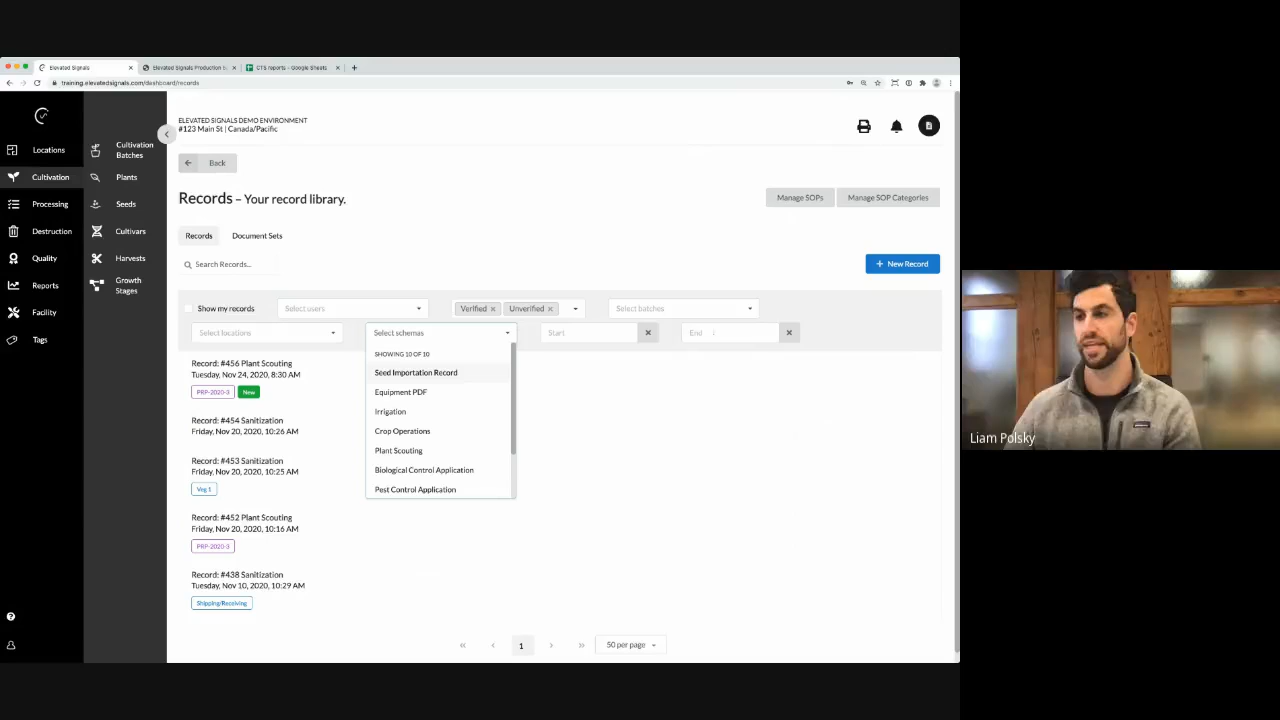 Elevated Signals
Elevated Signals Production S
CTS reports - Google Sheets
training.elevatedsignals.com/dashboard/records
ELEVATED SIGNALS DEMO ENVIRONMENT
#123 Main St | Canada/Pacific
Locations
Cultivation
Processing
Destruction
Quality
Reports
Facility
Tags
Cultivation
Batches
Plants
Seeds
Cultivars
Harvests
Growth
Stages
Back
Records – Your record library.
Manage SOPs
Manage SOP Categories
Records
Document Sets
Search Records...
+ New Record
Show my records
Select users
Verified
Unverified
Select batches
Select locations
Select schemas
Start
End
SHOWING 10 OF 10
Seed Importation Record
Equipment PDF
Irrigation
Crop Operations
Plant Scouting
Biological Control Application
Pest Control Application
Record: #456 Plant Scouting
Tuesday, Nov 24, 2020, 8:30 AM
PRP-2020-3
New
Record: #454 Sanitization
Friday, Nov 20, 2020, 10:26 AM
Record: #453 Sanitization
Friday, Nov 20, 2020, 10:25 AM
Veg 1
Record: #452 Plant Scouting
Friday, Nov 20, 2020, 10:16 AM
PRP-2020-3
Record: #438 Sanitization
Tuesday, Nov 10, 2020, 10:29 AM
Shipping/Receiving
1
50 per page
Liam Polsky